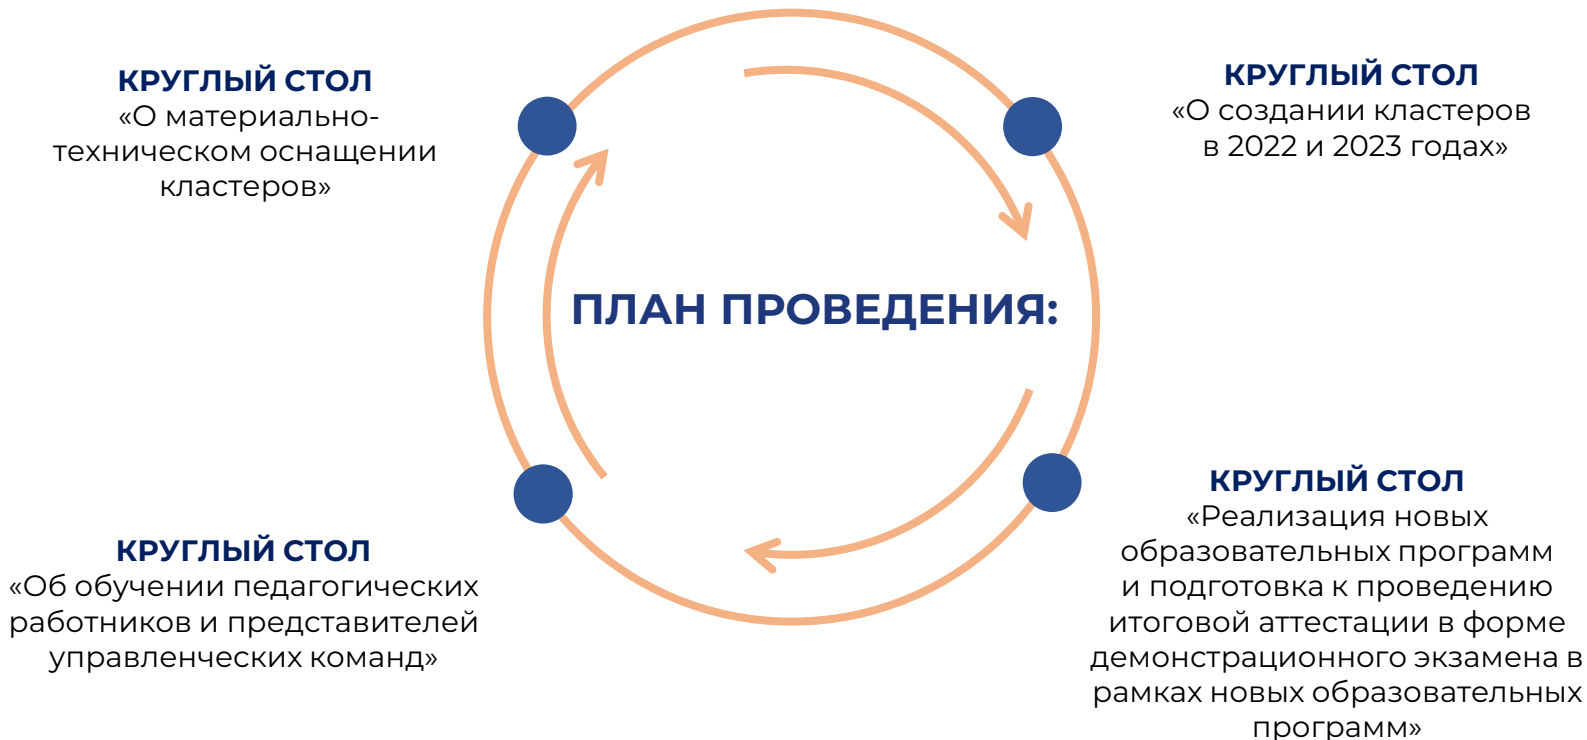 КРУГЛЫЙ СТОЛ
«О материально-
техническом оснащении
кластеров»
КРУГЛЫЙ СТОЛ
«О создании кластеров
в 2022 и 2023 годах»
ПЛАН ПРОВЕДЕНИЯ:
КРУГЛЫЙ СТОЛ
«Об обучении педагогических
работников и представителей
управленческих команд»
КРУГЛЫЙ СТОЛ
«Реализация новых
образовательных программ
и подготовка к проведению
итоговой аттестации в форме
демонстрационного экзамена в
рамках новых образовательных
программ»